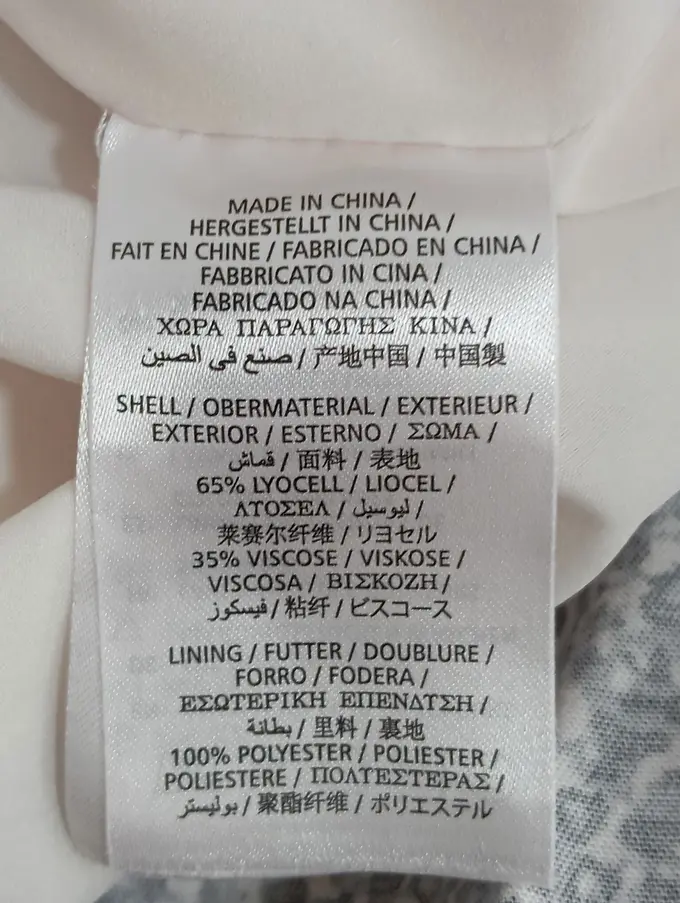 MADE IN CHINA /
HERGESTELLT IN CHINA /
FAIT EN CHINE / FABRICADO EN CHINA /
FABBRICATO IN CINA /
FABRICADO NA CHINA /
ΧΩΡΑ ΠΑΡΑΓΩΓΗΣ ΚΙΝΑ /
صنع في الصين / 产地中国 / 中国製
SHELL / OBERMATERIAL / EXTERIEUR /
EXTERIOR / ESTERNO / ΣΩΜΑ /
قماش / 面料 / 表地
65% LYOCELL / LIOCEL /
ΛΤΟΣΕΛ / ليوسيل /
莱赛尔纤维 / リヨセル
35% VISCOSE / VISKOSE /
VISCOSA / ΒΙΣΚΟΖΗ /
فيسكوز / 粘纤 / ビスコース
LINING / FUTTER / DOUBLURE /
FORRO / FODERA /
ΕΣΩΤΕΡΙΚΗ ΕΠΕΝΔΥΣΗ /
بطانة / 里料 / 裏地
100% POLYESTER / POLIESTER /
POLIESTERE / ΠΟΛΤΕΣΤΕΡΑΣ /
بوليستر / 聚酯纤维 / ポリエステル